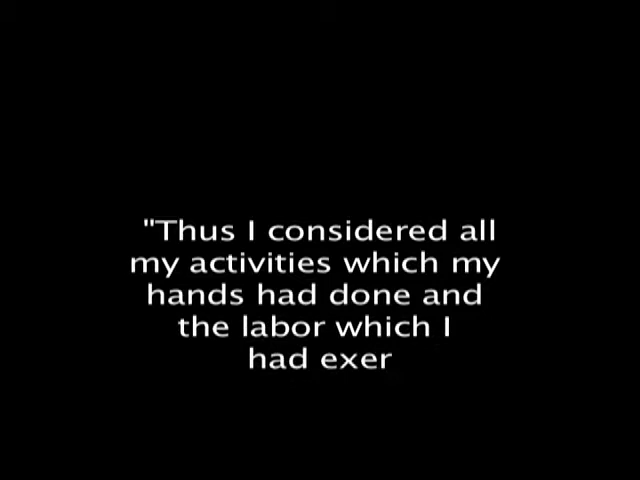 "Thus I considered all
my activities which my
hands had done and
the labor which I
had exer